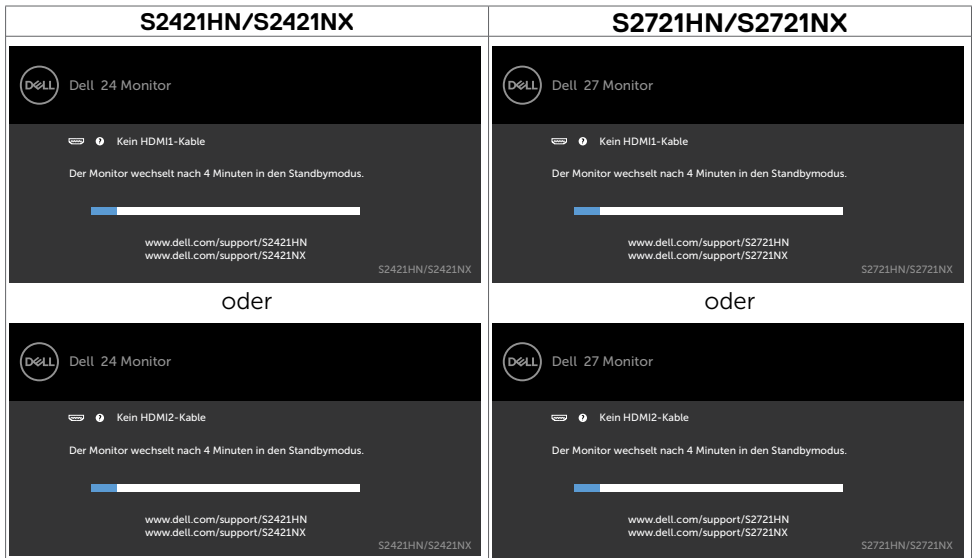 S2421HN/S2421NX
DELL
Dell 24 Monitor
Kein HDMI1-Kable
Der Monitor wechselt nach 4 Minuten in den Standbymodus.
www.dell.com/support/S2421HN
www.dell.com/support/S2421NX
S2421HN/S2421NX
oder
DELL
Dell 24 Monitor
Kein HDMI2-Kable
Der Monitor wechselt nach 4 Minuten in den Standbymodus.
www.dell.com/support/S2421HN
www.dell.com/support/S2421NX
S2421HN/S2421NX
S2721HN/S2721NX
DELL
Dell 27 Monitor
Kein HDMI1-Kable
Der Monitor wechselt nach 4 Minuten in den Standbymodus.
www.dell.com/support/S2721HN
www.dell.com/support/S2721NX
S2721HN/S2721NX
oder
DELL
Dell 27 Monitor
Kein HDMI2-Kable
Der Monitor wechselt nach 4 Minuten in den Standbymodus.
www.dell.com/support/S2721HN
www.dell.com/support/S2721NX
S2721HN/S2721NX